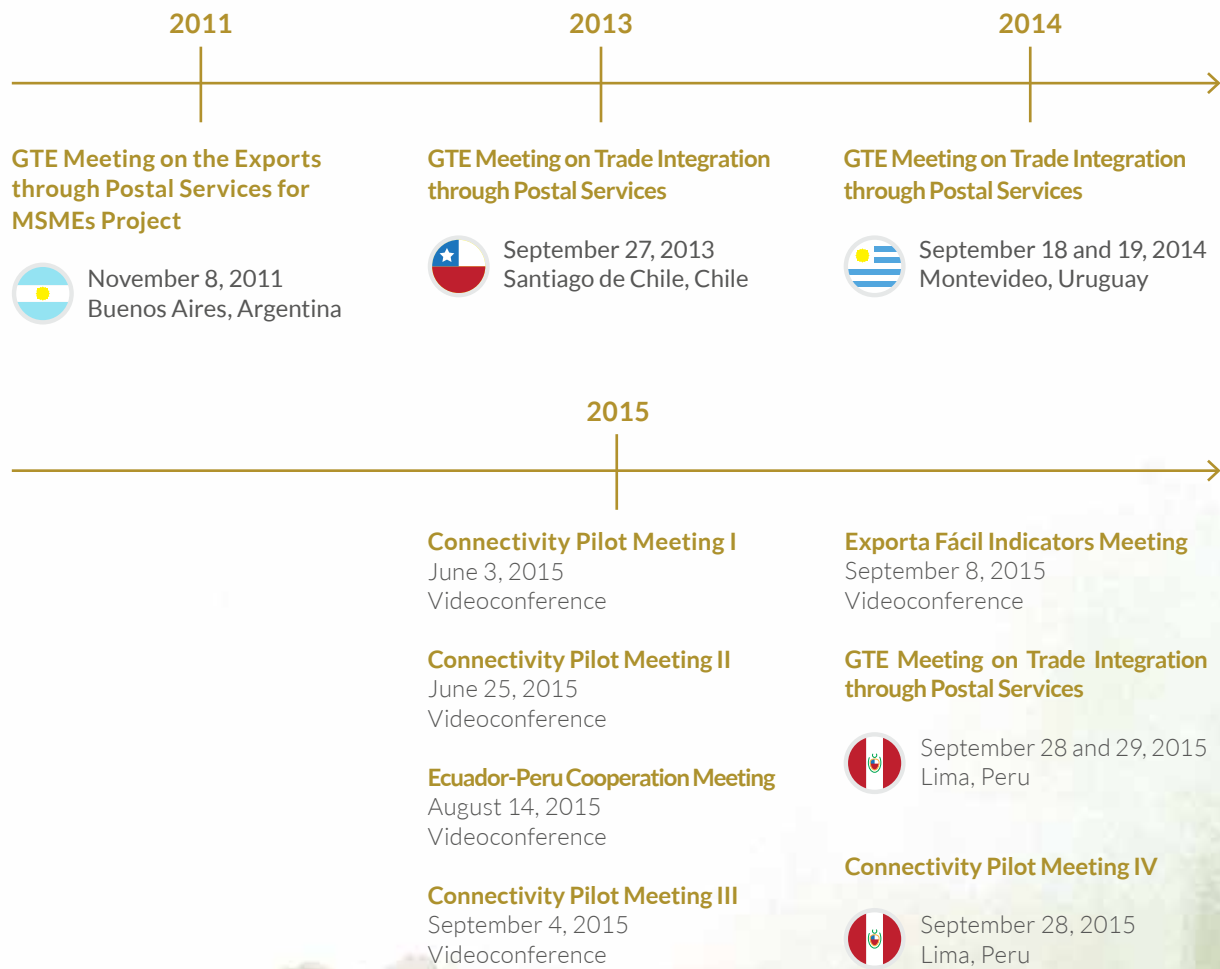 2011
2013
2014
GTE Meeting on the Exports
through Postal Services for
MSMEs Project
November 8, 2011
Buenos Aires, Argentina
GTE Meeting on Trade Integration
through Postal Services
September 27, 2013
Santiago de Chile, Chile
GTE Meeting on Trade Integration
through Postal Services
September 18 and 19, 2014
Montevideo, Uruguay
2015
Connectivity Pilot Meeting I
June 3, 2015
Videoconference
Connectivity Pilot Meeting II
June 25, 2015
Videoconference
Ecuador-Peru Cooperation Meeting
August 14, 2015
Videoconference
Connectivity Pilot Meeting III
September 4, 2015
Videoconference
Exporta Fácil Indicators Meeting
September 8, 2015
Videoconference
GTE Meeting on Trade Integration
through Postal Services
September 28 and 29, 2015
Lima, Peru
Connectivity Pilot Meeting IV
September 28, 2015
Lima, Peru